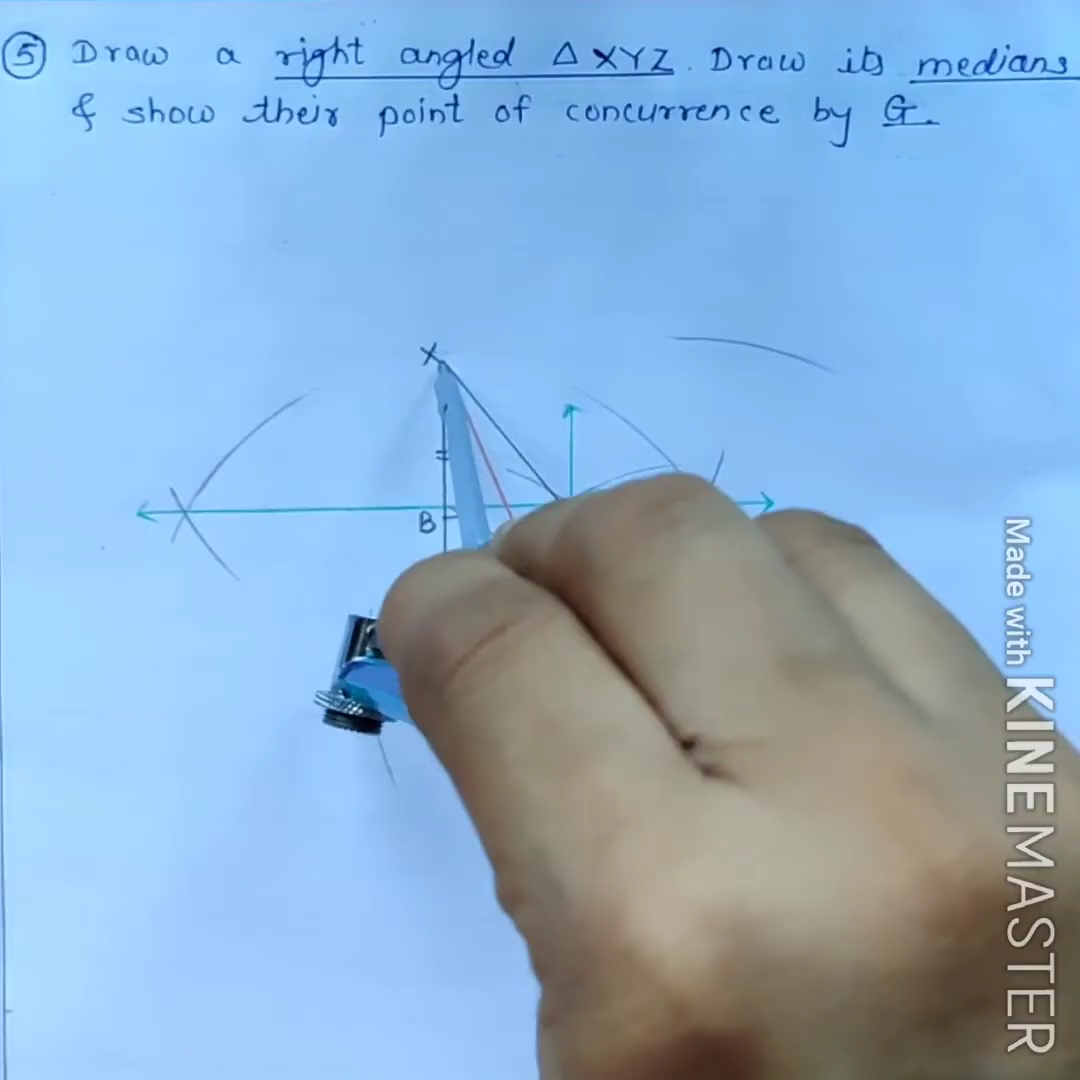 ⑤ Draw a right angled △XYZ. Draw its medians
& show their point of concurrence by G.
X
B
Made with KINEMASTER